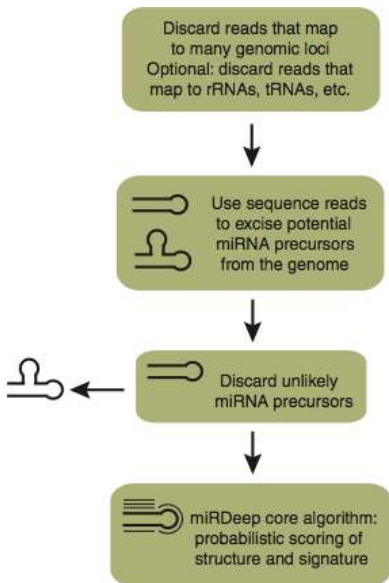 Discard reads that map
to many genomic loci
Optional: discard reads that
map to rRNAs, tRNAs, etc.
Use sequence reads
to excise potential
miRNA precursors
from the genome
Discard unlikely
miRNA precursors
miRDeep core algorithm:
probabilistic scoring of
structure and signature